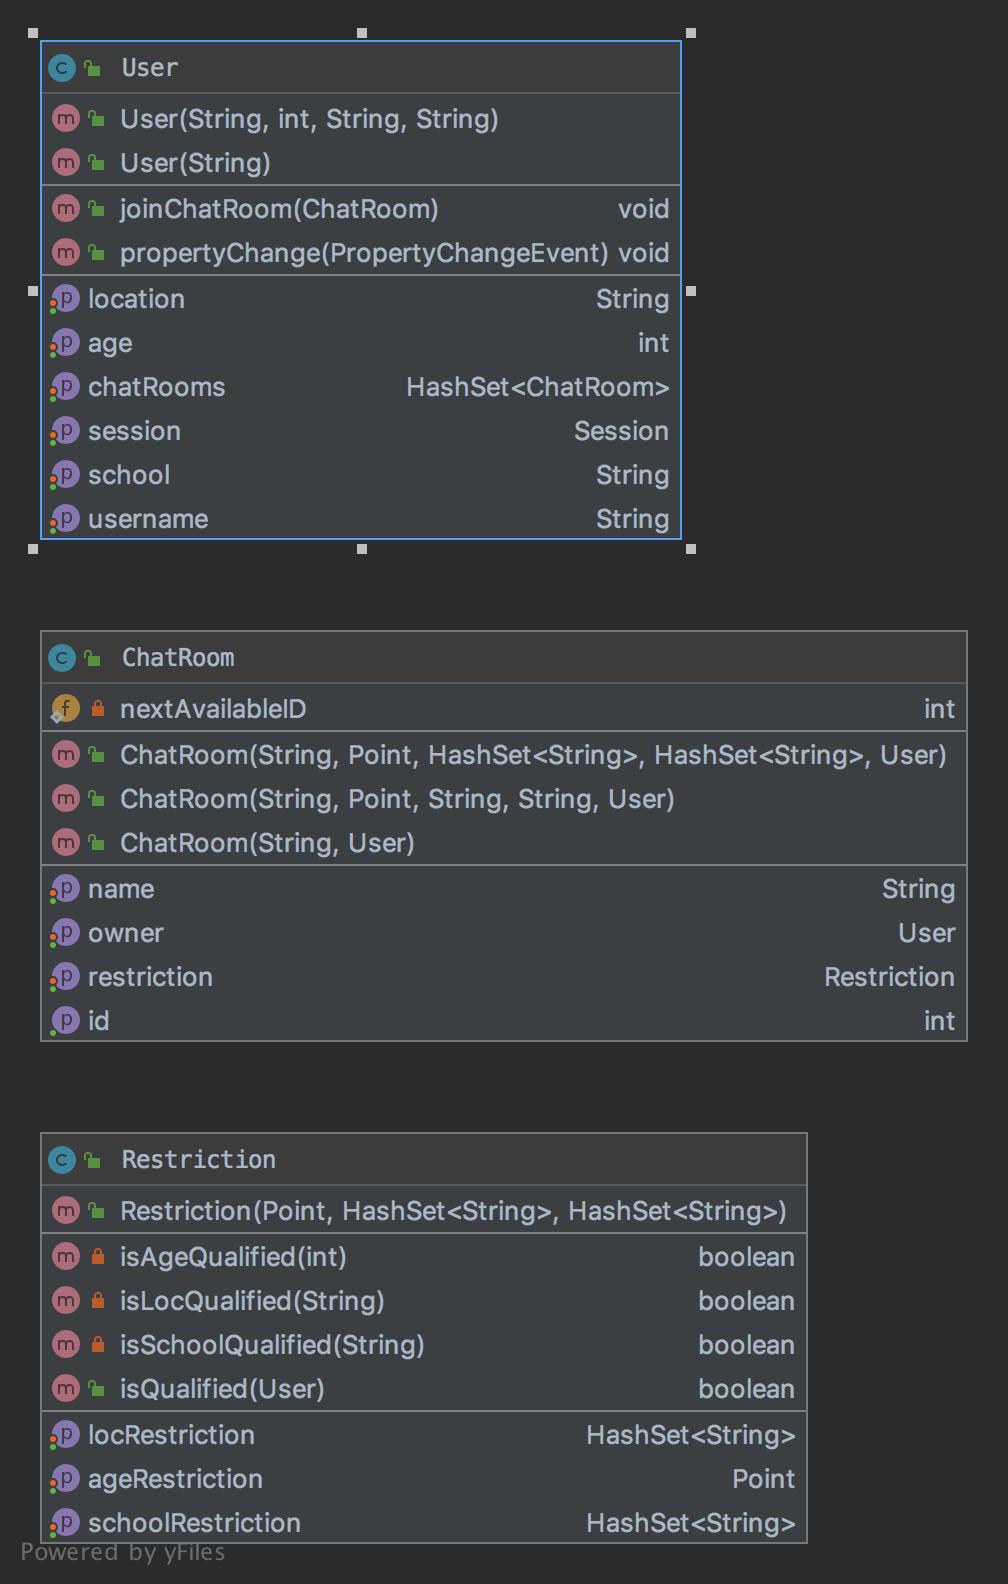 C User
m User(String, int, String, String)
m User(String)
m joinChatRoom(ChatRoom) void
m propertyChange(PropertyChangeEvent) void
p location String
p age int
p chatRooms HashSet<ChatRoom>
p session Session
p school String
p username String
C ChatRoom
f nextAvailableID int
m ChatRoom(String, Point, HashSet<String>, HashSet<String>, User)
m ChatRoom(String, Point, String, String, User)
m ChatRoom(String, User)
p name String
p owner User
p restriction Restriction
p id int
C Restriction
m Restriction(Point, HashSet<String>, HashSet<String>)
m isAgeQualified(int) boolean
m isLocQualified(String) boolean
m isSchoolQualified(String) boolean
m isQualified(User) boolean
p locRestriction HashSet<String>
p ageRestriction Point
p schoolRestriction HashSet<String>
Powered by yFiles